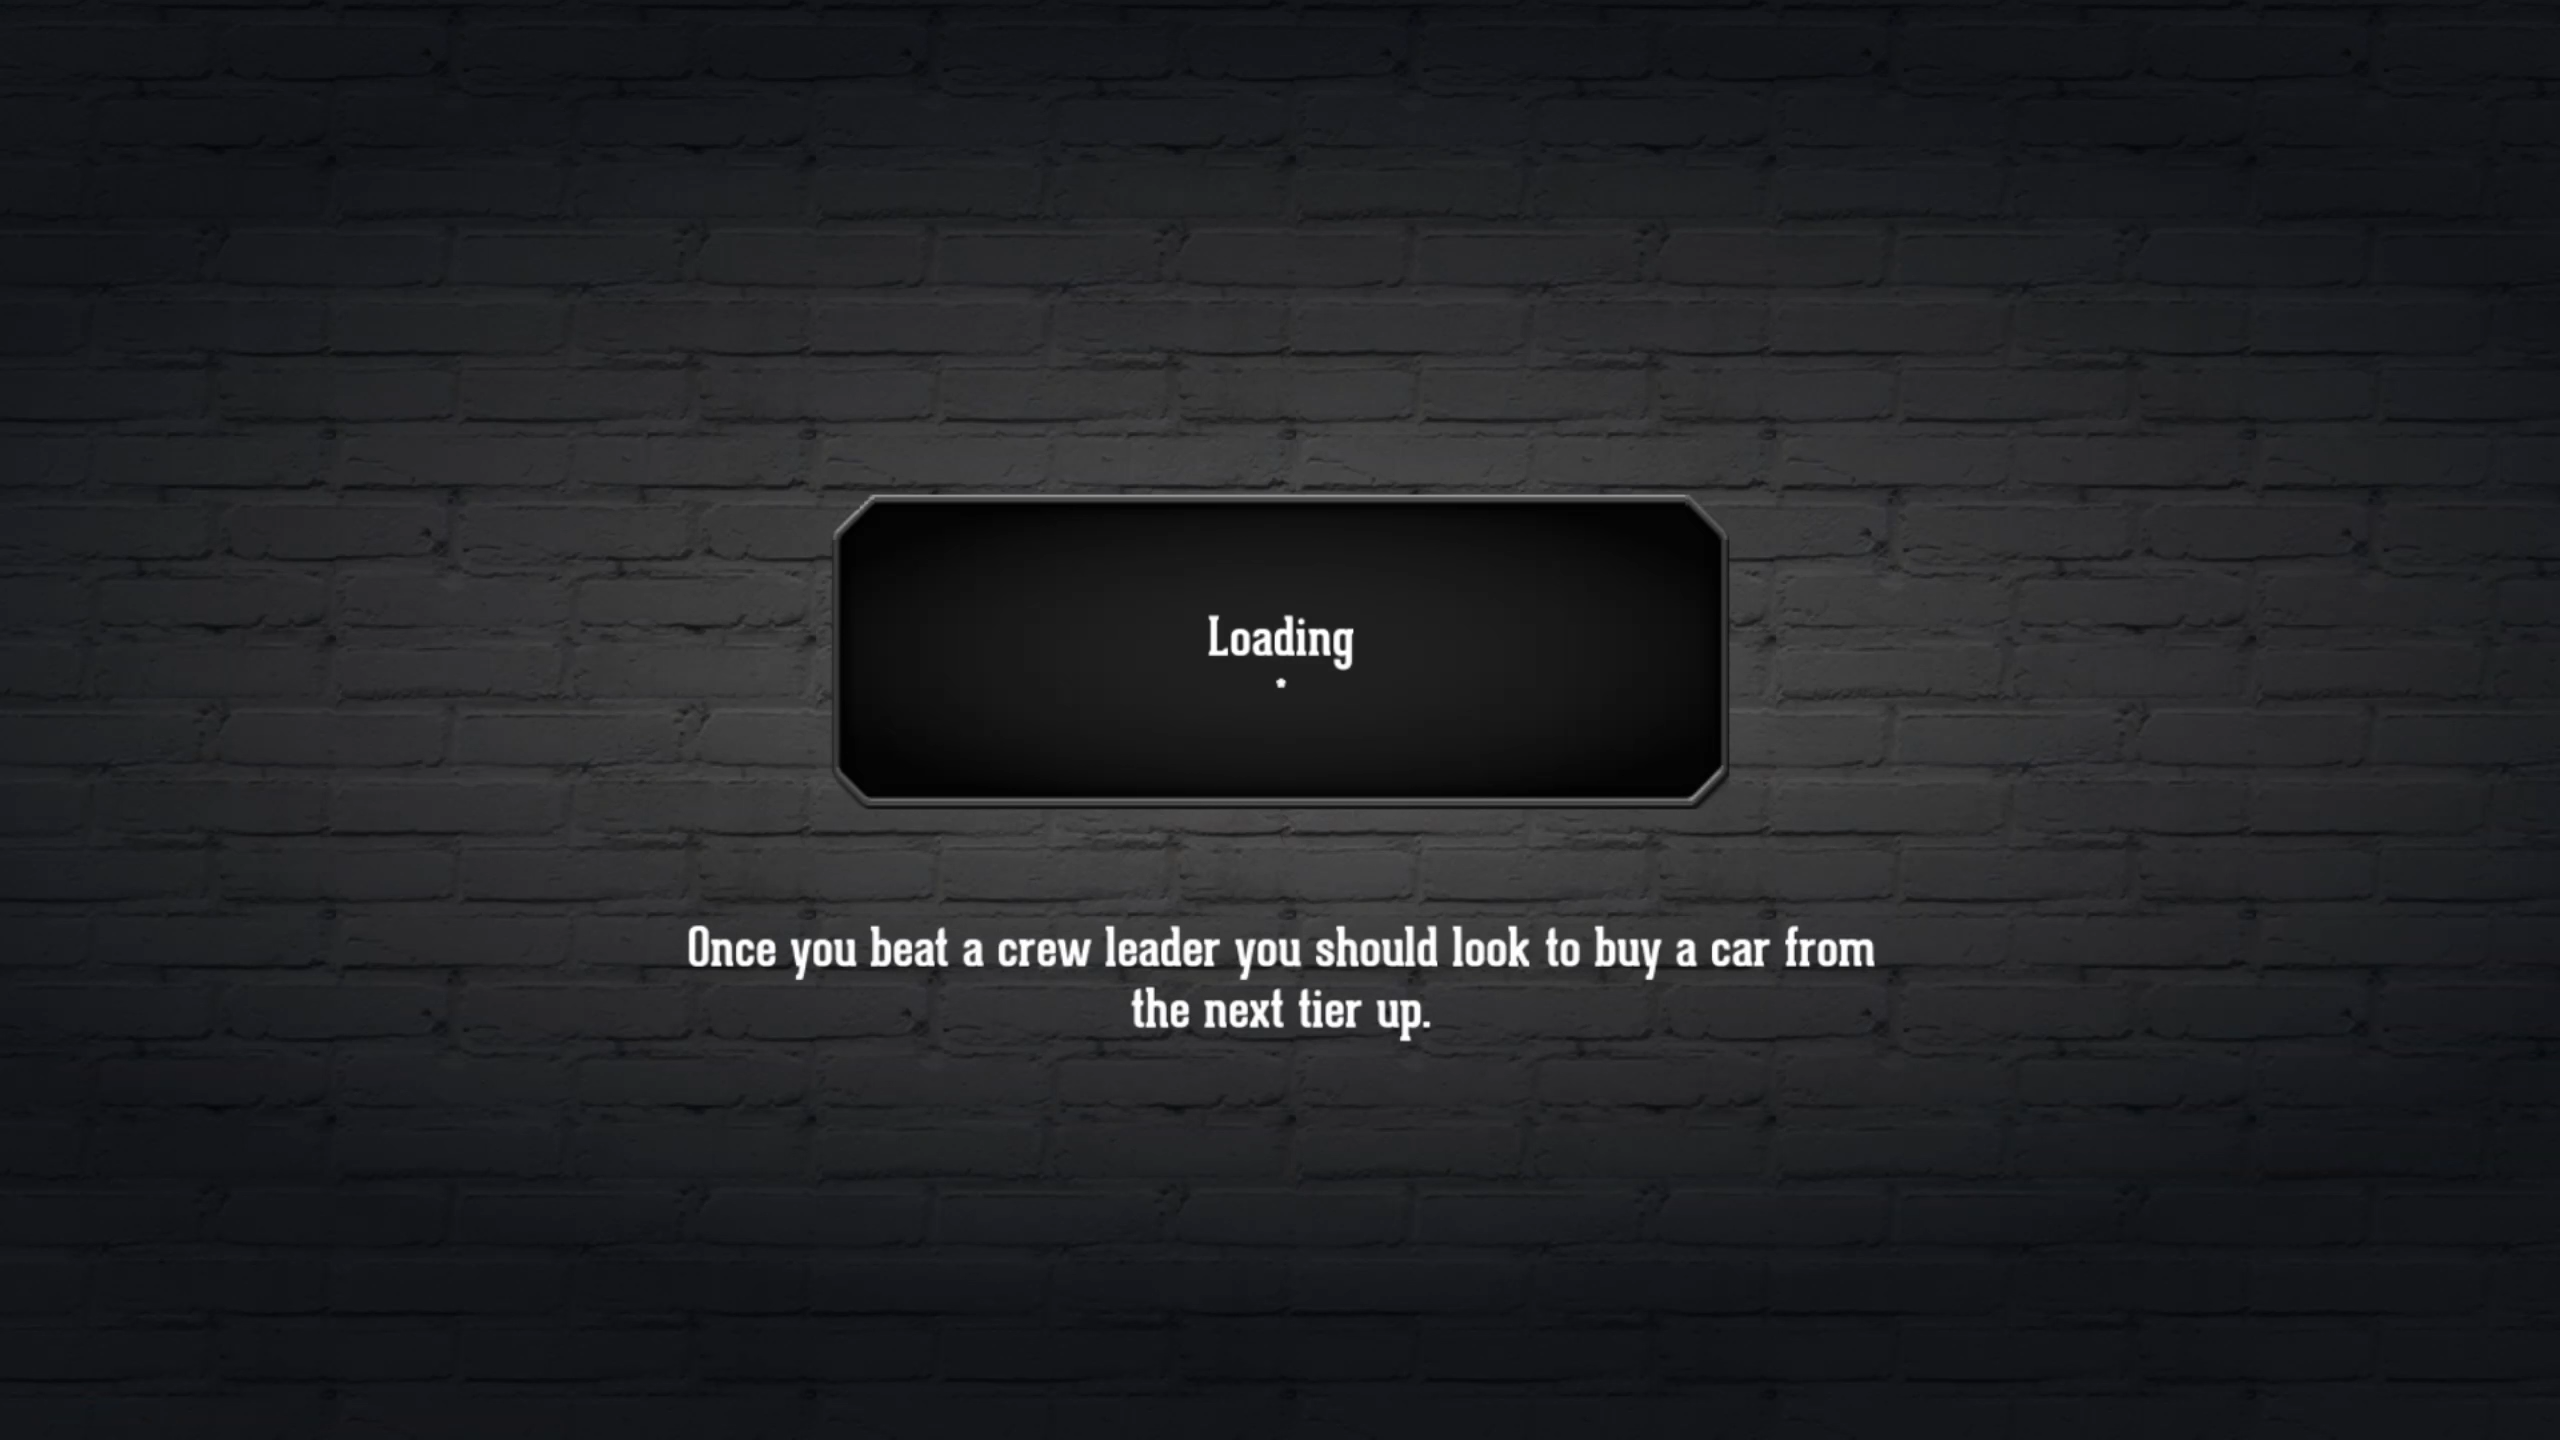 Loading
.
Once you beat a crew leader you should look to buy a car from
the next tier up.